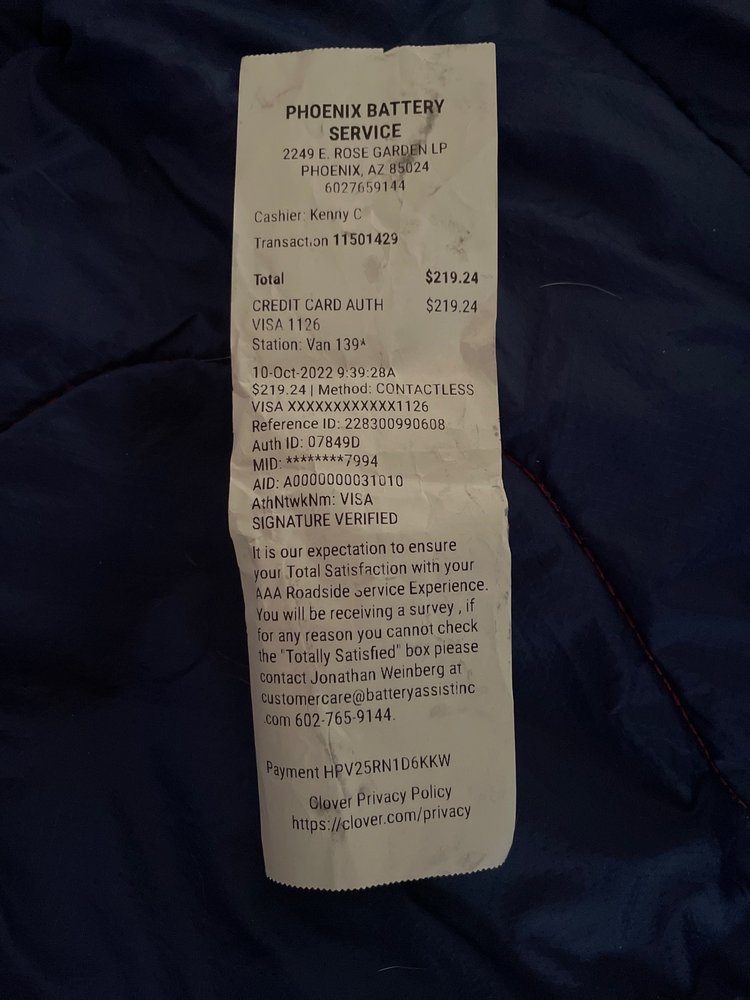 PHOENIX BATTERY
SERVICE
2249 E. ROSE GARDEN LP
PHOENIX, AZ 85024
6027659144
Cashier: Kenny C
Transaction 11501429
Total $219.24
CREDIT CARD AUTH $219.24
VISA 1126
Station: Van 139^
10-Oct-2022 9:39:28A
$219.24 | Method: CONTACTLESS
VISA XXXXXXXXXXXX1126
Reference ID: 228300990608
Auth ID: 07849D
MID: ********7994
AID: A0000000031010
AthNtwkNm: VISA
SIGNATURE VERIFIED
It is our expectation to ensure
your Total Satisfaction with your
AAA Roadside Service Experience.
You will be receiving a survey , if
for any reason you cannot check
the "Totally Satisfied" box please
contact Jonathan Weinberg at
customercare@batteryassistinc
.com 602-765-9144.
Payment HPV25RN1D6KKW
Clover Privacy Policy
https://clover.com/privacy